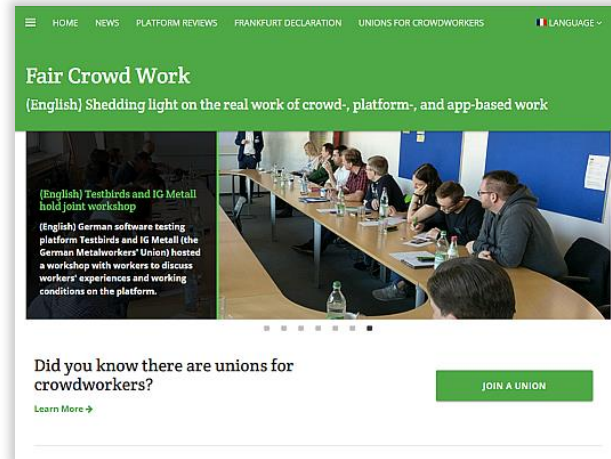 HOME NEWS PLATFORM REVIEWS FRANKFURT DECLARATION UNIONS FOR CROWDWORKERS LANGUAGE
Fair Crowd Work
(English) Shedding light on the real work of crowd-, platform-, and app-based work
(English) Testbirds and IG Metall
hold joint workshop
(English) German software testing
platform Testbirds and IG Metall (the
German Metalworkers' Union) hosted
a workshop with workers to discuss
workers' experiences and working
conditions on the platform.
Did you know there are unions for
crowdworkers?
JOIN A UNION
Learn More →